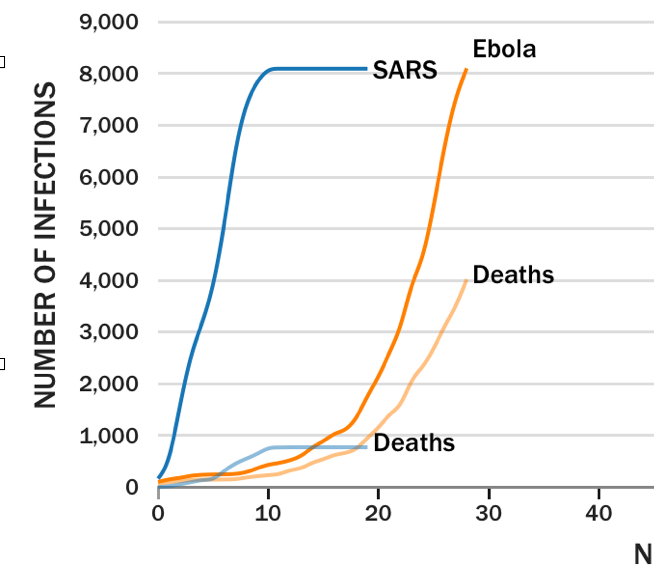 9,000
Ebola
8,000
SARS
7,000
6,000
5,000
4,000
Deaths
3,000
2,000
1,000
Deaths
0
0 10 20 30 40
NUMBER OF INFECTIONS
N